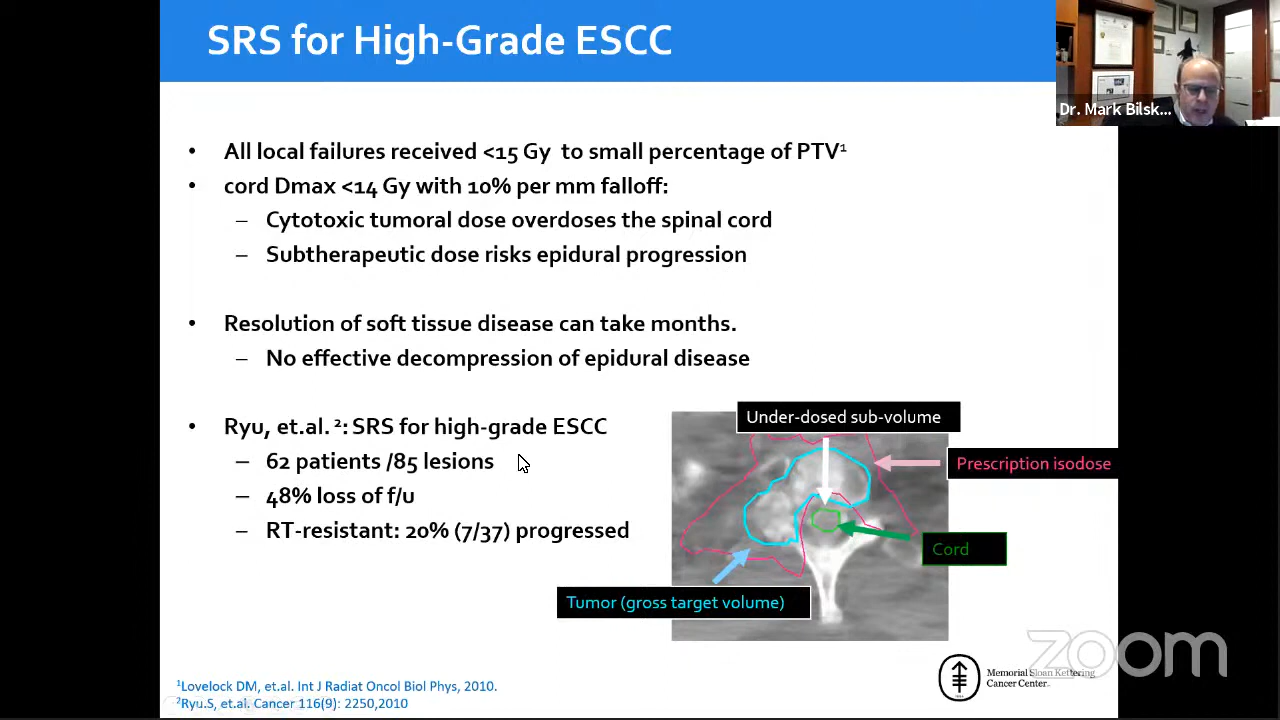 SRS for High-Grade ESCC
Dr. Mark Bilsk...
• All local failures received <15 Gy to small percentage of PTV¹
• cord Dmax <14 Gy with 10% per mm falloff:
– Cytotoxic tumoral dose overdoses the spinal cord
– Subtherapeutic dose risks epidural progression
• Resolution of soft tissue disease can take months.
– No effective decompression of epidural disease
• Ryu, et.al. ²: SRS for high-grade ESCC
– 62 patients /85 lesions
– 48% loss of f/u
– RT-resistant: 20% (7/37) progressed
Under-dosed sub-volume
Prescription isodose
Cord
Tumor (gross target volume)
zoom
Memorial Sloan Kettering
Cancer Center
¹Lovelock DM, et.al. Int J Radiat Oncol Biol Phys, 2010.
²Ryu.S, et.al. Cancer 116(9): 2250,2010